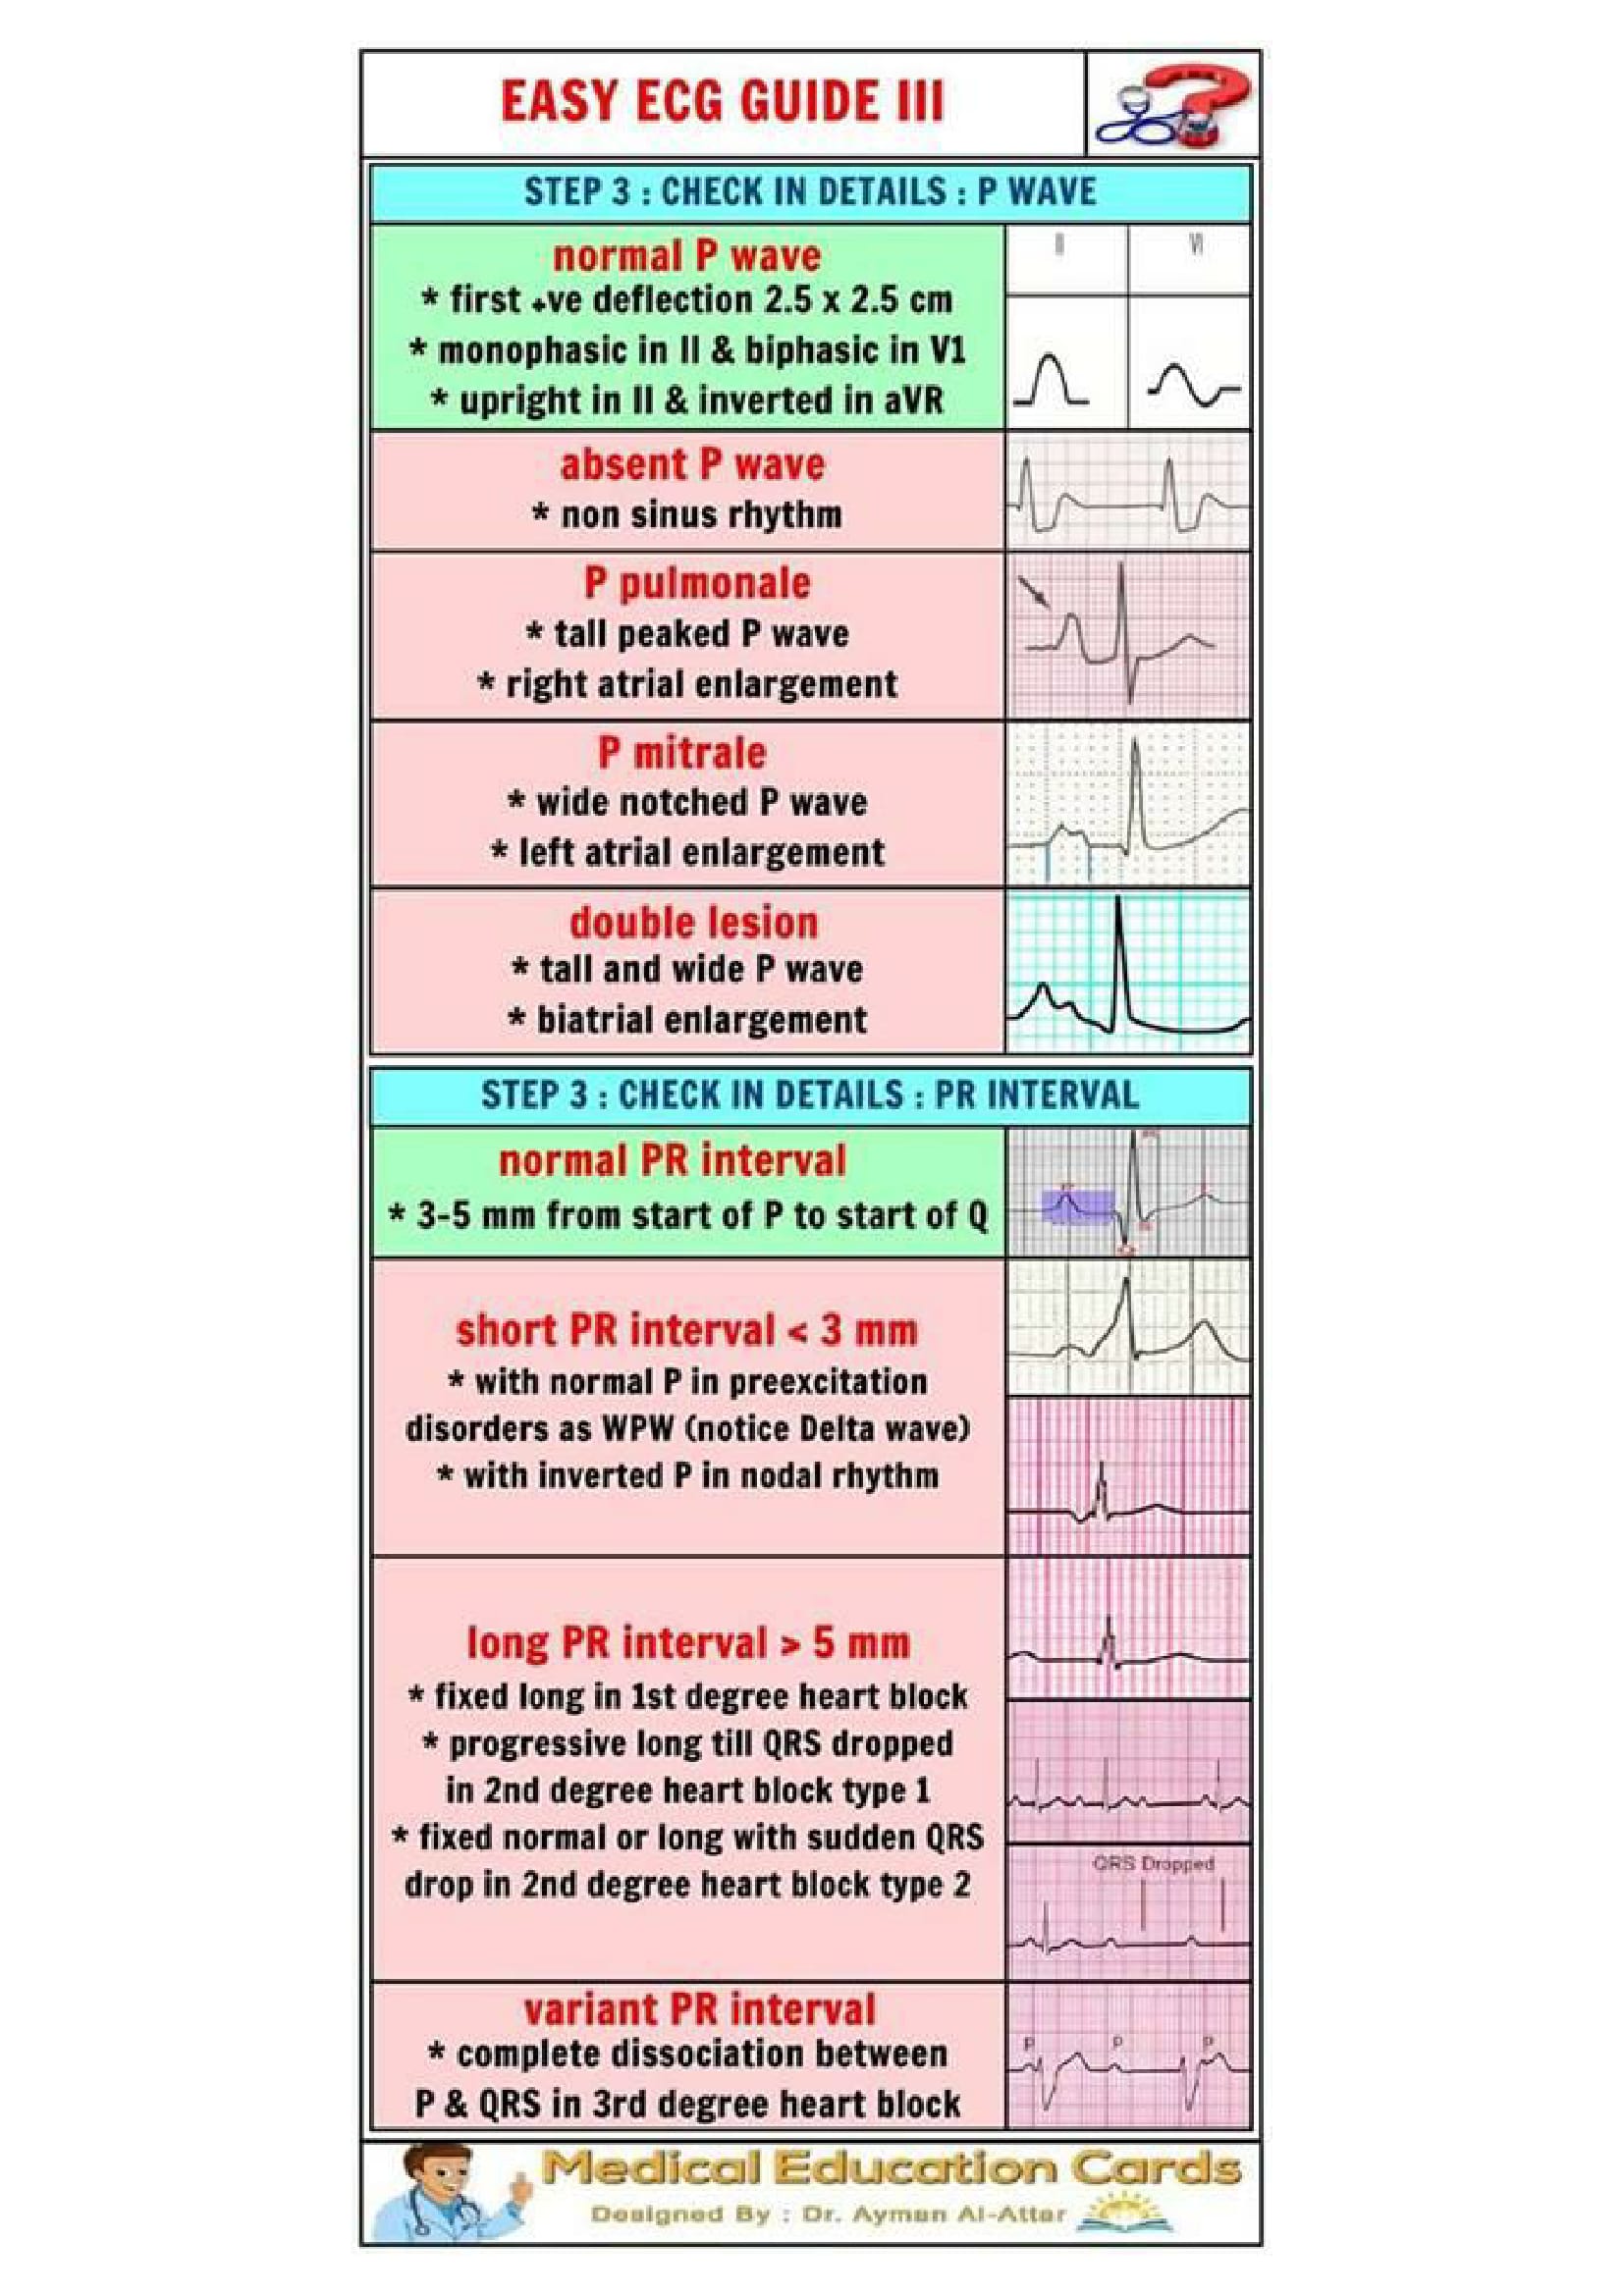 EASY ECG GUIDE III
STEP 3 : CHECK IN DETAILS : P WAVE
normal P wave
* first +ve deflection 2.5 x 2.5 cm
* monophasic in II & biphasic in V1
* upright in II & inverted in aVR
II
VI
absent P wave
* non sinus rhythm
P pulmonale
* tall peaked P wave
* right atrial enlargement
P mitrale
* wide notched P wave
* left atrial enlargement
double lesion
* tall and wide P wave
* biatrial enlargement
STEP 3 : CHECK IN DETAILS : PR INTERVAL
normal PR interval
* 3-5 mm from start of P to start of Q
short PR interval < 3 mm
* with normal P in preexcitation
disorders as WPW (notice Delta wave)
* with inverted P in nodal rhythm
long PR interval > 5 mm
* fixed long in 1st degree heart block
* progressive long till QRS dropped
in 2nd degree heart block type 1
* fixed normal or long with sudden QRS
drop in 2nd degree heart block type 2
QRS Dropped
variant PR interval
* complete dissociation between
P & QRS in 3rd degree heart block
P P P
Medical Education Cards
Designed By : Dr. Ayman Al-Attar